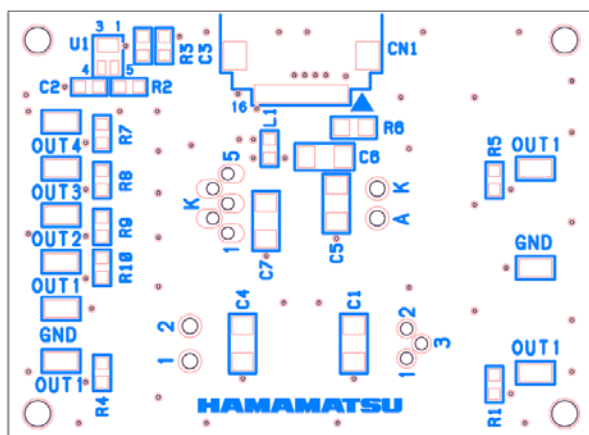 3 1
U1
4 5
C2
R2
R3
C3
CN1
16
L1
R6
C6
R7
OUT4
R8
OUT3
R9
OUT2
R10
OUT1
GND
OUT1
R4
5
K
1
C7
C5
K
A
R5
OUT1
GND
2
1
C4
C1
2
3
1
OUT1
R1
HAMAMATSU